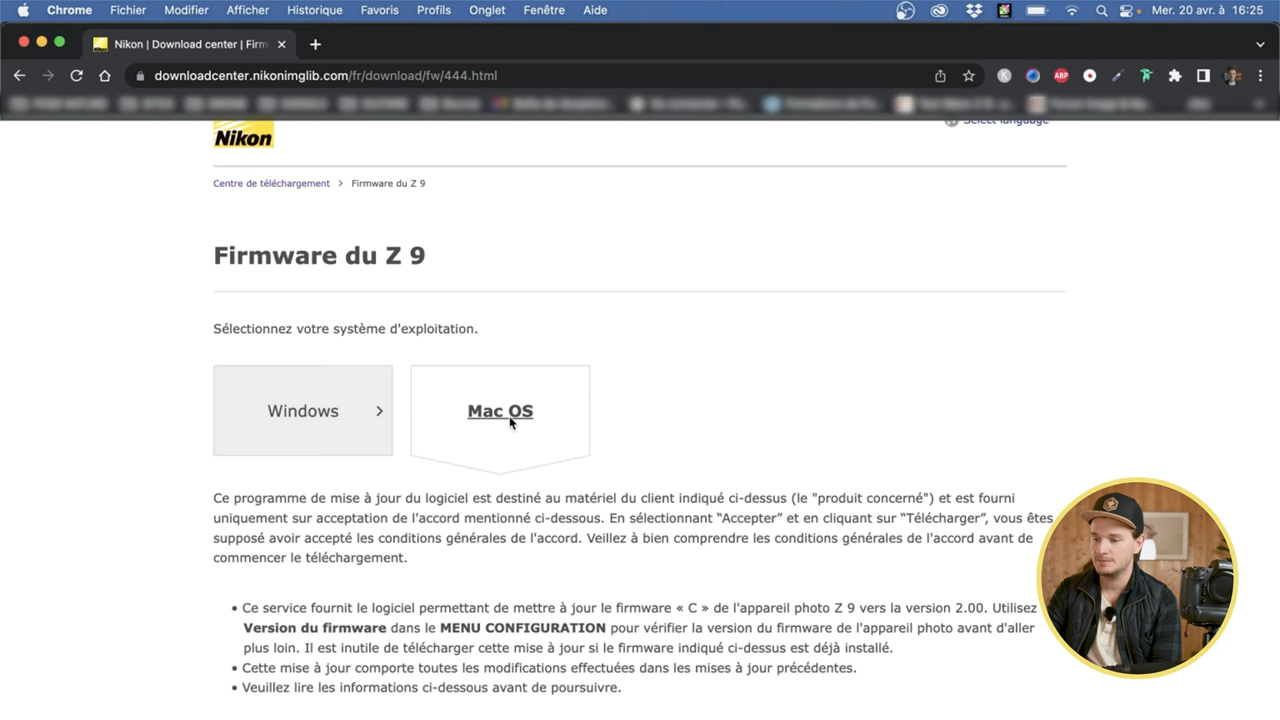 Chrome Fichier Modifier Afficher Historique Favoris Profils Onglet Fenêtre Aide Mer. 20 avr. à 16:25
Nikon | Download center | Firm
downloadcenter.nikonimglib.com/fr/download/fw/444.html
ABP
Nikon
Select language
Centre de téléchargement > Firmware du Z 9
Firmware du Z 9
Sélectionnez votre système d'exploitation.
Windows >
Mac OS
Ce programme de mise à jour du logiciel est destiné au matériel du client indiqué ci-dessus (le "produit concerné") et est fourni
uniquement sur acceptation de l'accord mentionné ci-dessous. En sélectionnant “Accepter” et en cliquant sur “Télécharger”, vous êtes
supposé avoir accepté les conditions générales de l'accord. Veillez à bien comprendre les conditions générales de l'accord avant de
commencer le téléchargement.
• Ce service fournit le logiciel permettant de mettre à jour le firmware « C » de l'appareil photo Z 9 vers la version 2.00. Utilisez
Version du firmware dans le MENU CONFIGURATION pour vérifier la version du firmware de l'appareil photo avant d'aller
plus loin. Il est inutile de télécharger cette mise à jour si le firmware indiqué ci-dessus est déjà installé.
• Cette mise à jour comporte toutes les modifications effectuées dans les mises à jour précédentes.
• Veuillez lire les informations ci-dessous avant de poursuivre.